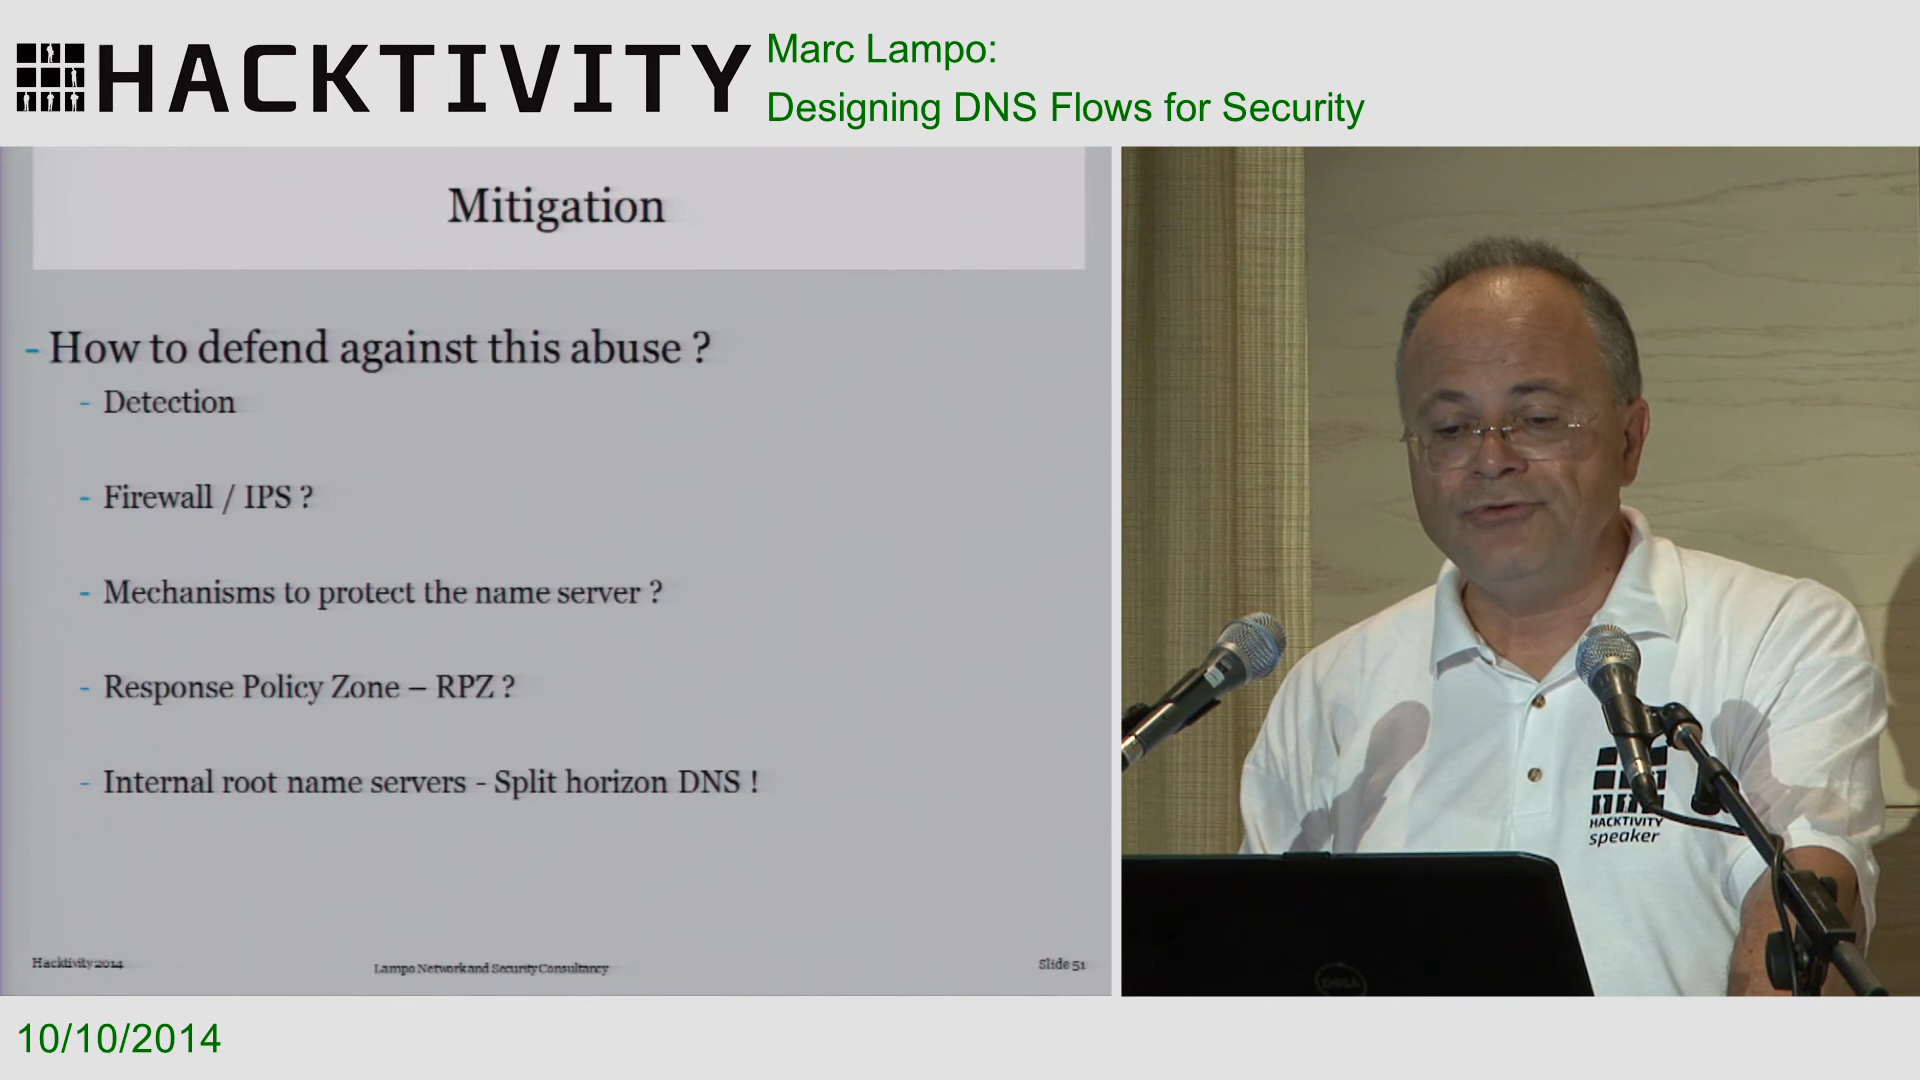 HACKTIVITY
Marc Lampo:
Designing DNS Flows for Security
Mitigation
- How to defend against this abuse ?
- Detection
- Firewall / IPS ?
- Mechanisms to protect the name server ?
- Response Policy Zone – RPZ ?
- Internal root name servers - Split horizon DNS !
Hacktivity 2014
Lampo Network and Security Consultancy
Slide 51
HACKTIVITY
speaker
DELL
10/10/2014